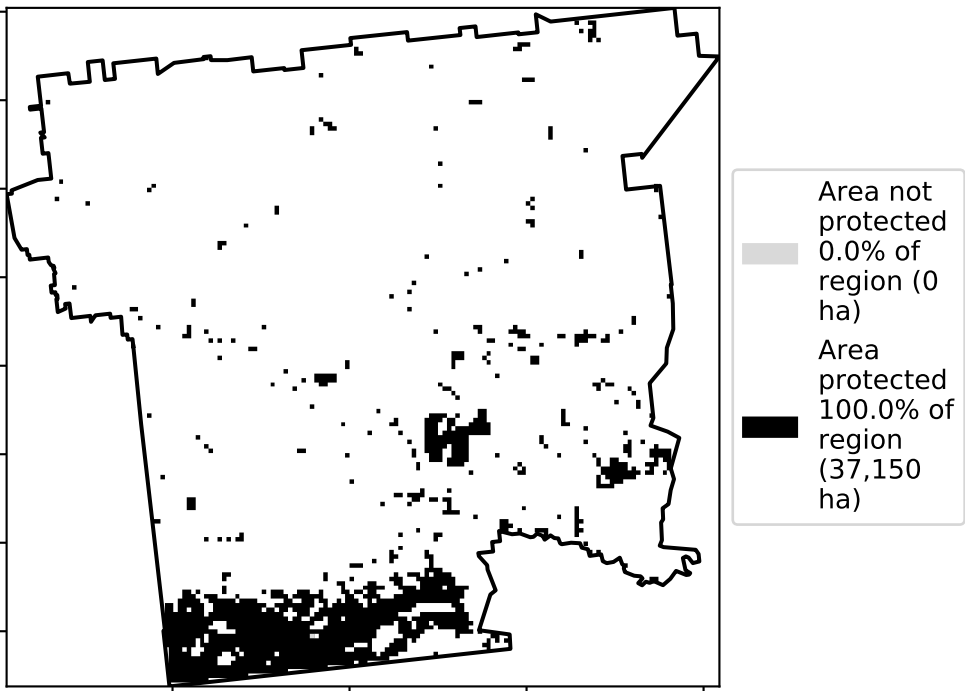 Area not
protected
0.0% of
region (0
ha)
Area
protected
100.0% of
region
(37,150
ha)